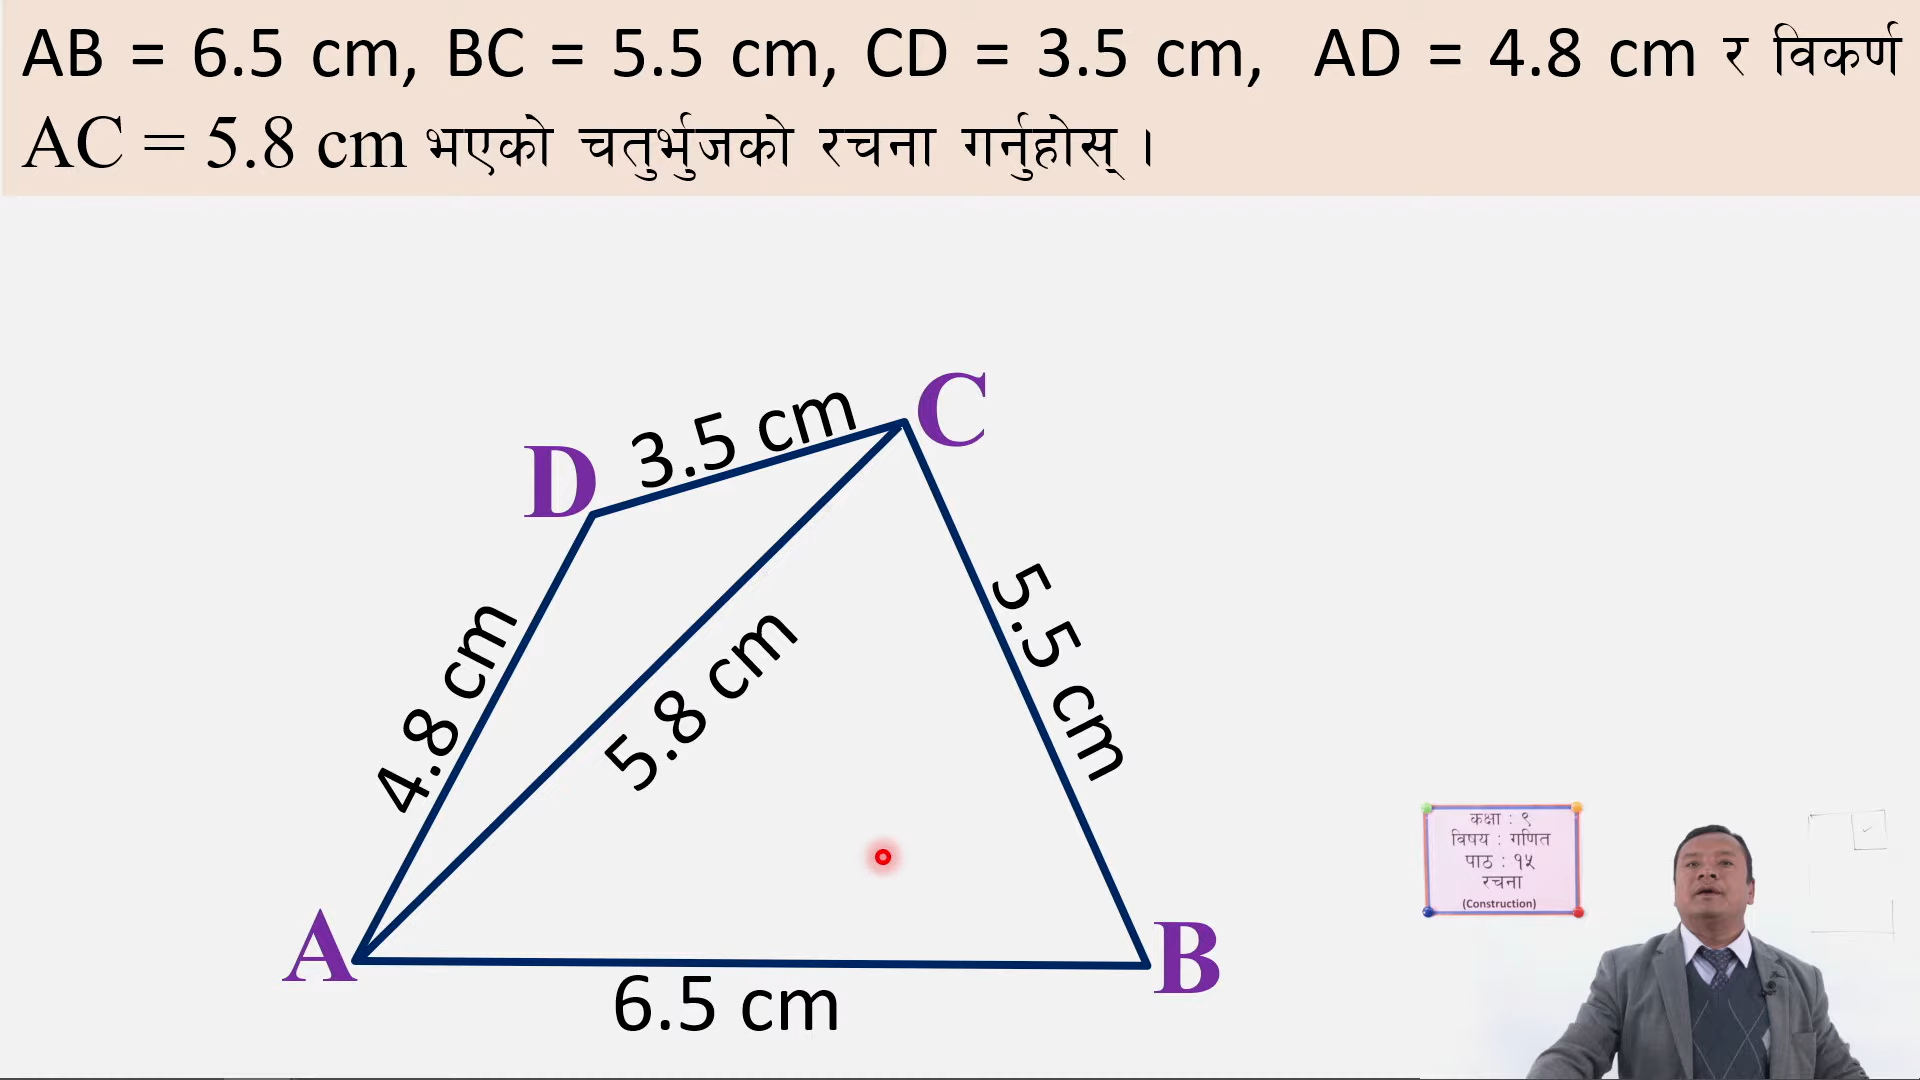 AB = 6.5 cm, BC = 5.5 cm, CD = 3.5 cm, AD = 4.8 cm र विकर्ण
AC = 5.8 cm भएको चतुर्भुजको रचना गर्नुहोस् ।
C
3.5 cm
D
5.5 cm
4.8 cm
5.8 cm
A
B
6.5 cm
कक्षा : ९
विषय : गणित
पाठ : १५
रचना
(Construction)